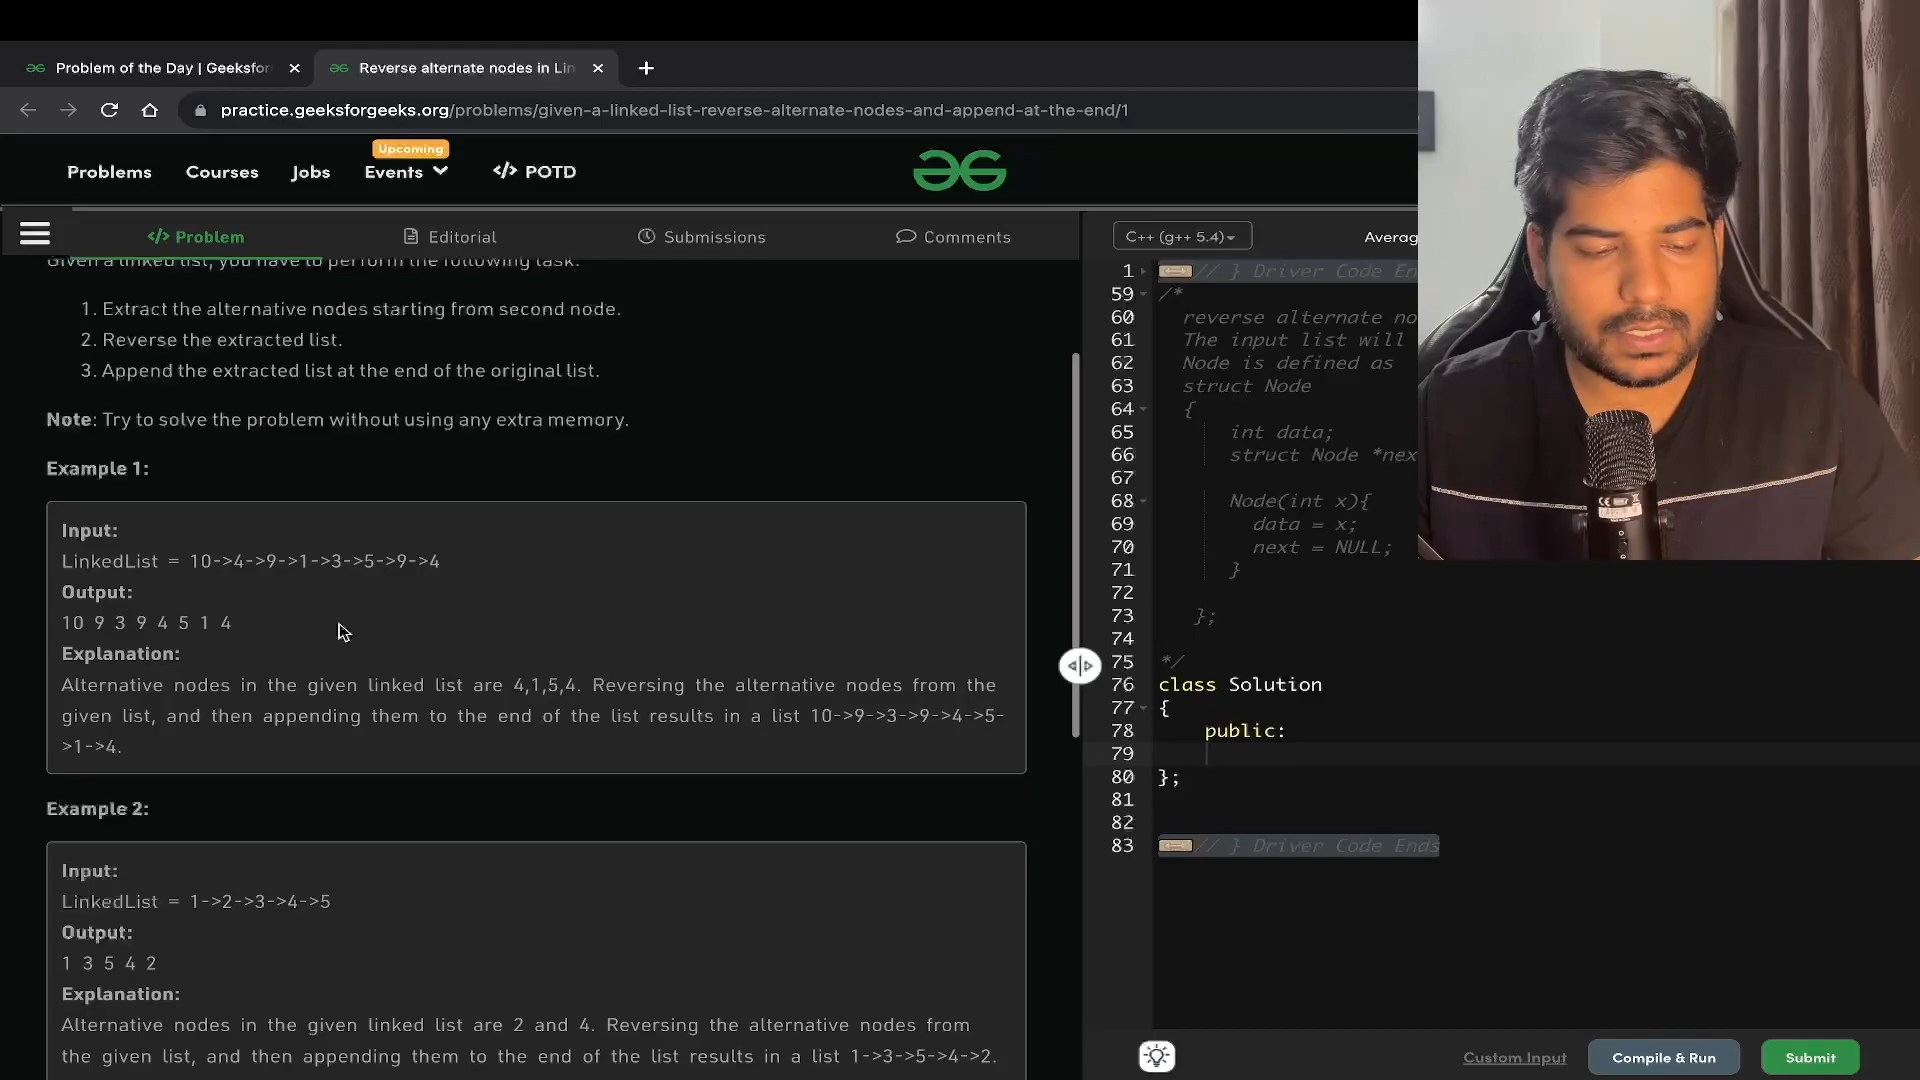 Problem of the Day | Geeksfor
Reverse alternate nodes in Lin
practice.geeksforgeeks.org/problems/given-a-linked-list-reverse-alternate-nodes-and-append-at-the-end/1
Upcoming
Problems Courses Jobs Events </> POTD
</> Problem Editorial Submissions Comments
C++ (g++ 5.4) Averag
Given a linked list, you have to perform the following task:
1. Extract the alternative nodes starting from second node.
2. Reverse the extracted list.
3. Append the extracted list at the end of the original list.
Note: Try to solve the problem without using any extra memory.
Example 1:
Input:
LinkedList = 10->4->9->1->3->5->9->4
Output:
10 9 3 9 4 5 1 4
Explanation:
Alternative nodes in the given linked list are 4,1,5,4. Reversing the alternative nodes from the
given list, and then appending them to the end of the list results in a list 10->9->3->9->4->5-
>1->4.
Example 2:
Input:
LinkedList = 1->2->3->4->5
Output:
1 3 5 4 2
Explanation:
Alternative nodes in the given linked list are 2 and 4. Reversing the alternative nodes from
the given list, and then appending them to the end of the list results in a list 1->3->5->4->2.
1 // } Driver Code En
59 /*
60 reverse alternate no
61 The input list will
62 Node is defined as
63 struct Node
64 {
65 int data;
66 struct Node *nex
67
68 Node(int x){
69 data = x;
70 next = NULL;
71 }
72
73 };
74
75 */
76 class Solution
77 {
78 public:
79
80 };
81
82
83 // } Driver Code Ends
Custom Input Compile & Run Submit